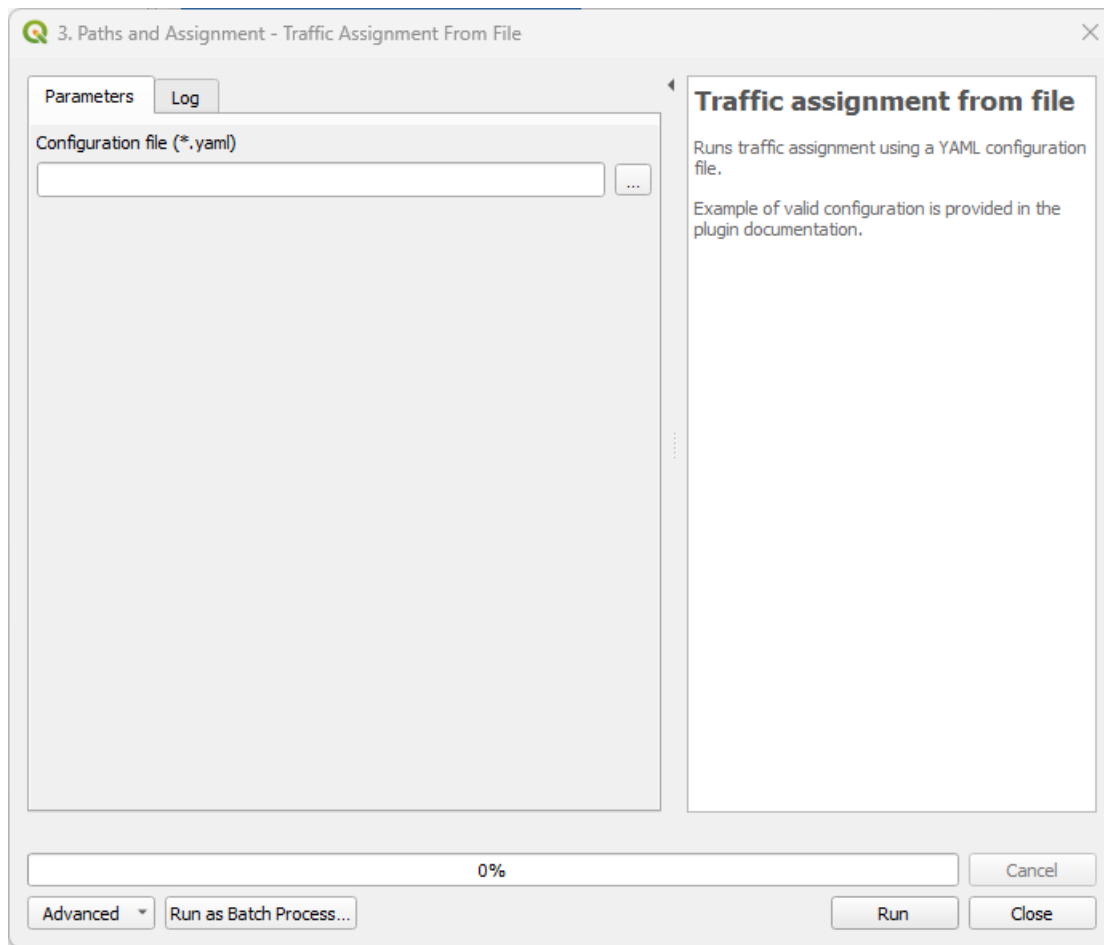 3. Paths and Assignment - Traffic Assignment From File
Parameters
Log
Configuration file (*.yaml)
...
Traffic assignment from file
Runs traffic assignment using a YAML configuration
file.
Example of valid configuration is provided in the
plugin documentation.
0%
Cancel
Advanced
Run as Batch Process...
Run
Close